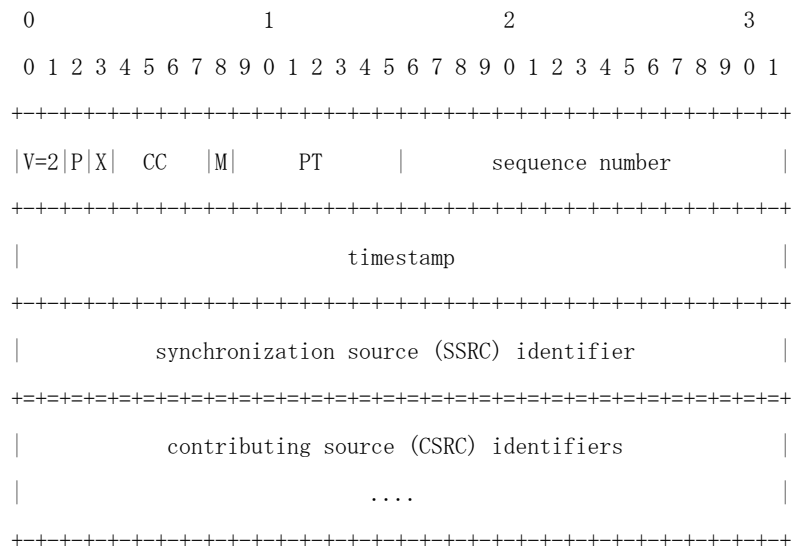 0                   1                   2                   3
0 1 2 3 4 5 6 7 8 9 0 1 2 3 4 5 6 7 8 9 0 1 2 3 4 5 6 7 8 9 0 1
+-+-+-+-+-+-+-+-+-+-+-+-+-+-+-+-+-+-+-+-+-+-+-+-+-+-+-+-+-+-+-+-+
|V=2|P|X|  CC   |M|     PT      |       sequence number         |
+-+-+-+-+-+-+-+-+-+-+-+-+-+-+-+-+-+-+-+-+-+-+-+-+-+-+-+-+-+-+-+-+
|                           timestamp                           |
+-+-+-+-+-+-+-+-+-+-+-+-+-+-+-+-+-+-+-+-+-+-+-+-+-+-+-+-+-+-+-+-+
|           synchronization source (SSRC) identifier            |
+=+=+=+=+=+=+=+=+=+=+=+=+=+=+=+=+=+=+=+=+=+=+=+=+=+=+=+=+=+=+=+=+
|            contributing source (CSRC) identifiers             |
|                             ....                              |
+-+-+-+-+-+-+-+-+-+-+-+-+-+-+-+-+-+-+-+-+-+-+-+-+-+-+-+-+-+-+-+-+